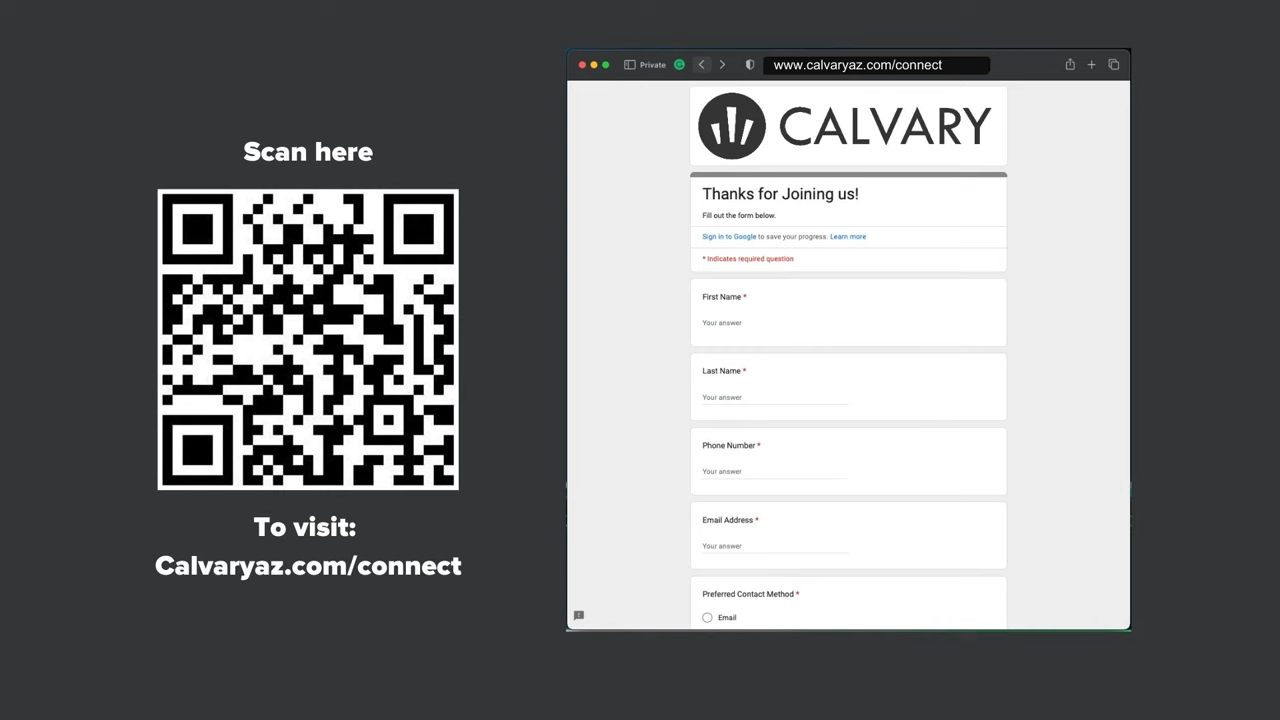 Scan here
To visit:
Calvaryaz.com/connect
Private
www.calvaryaz.com/connect
CALVARY
Thanks for Joining us!
Fill out the form below.
Sign in to Google to save your progress. Learn more
* Indicates required question
First Name *
Your answer
Last Name *
Your answer
Phone Number *
Your answer
Email Address *
Your answer
Preferred Contact Method *
Email